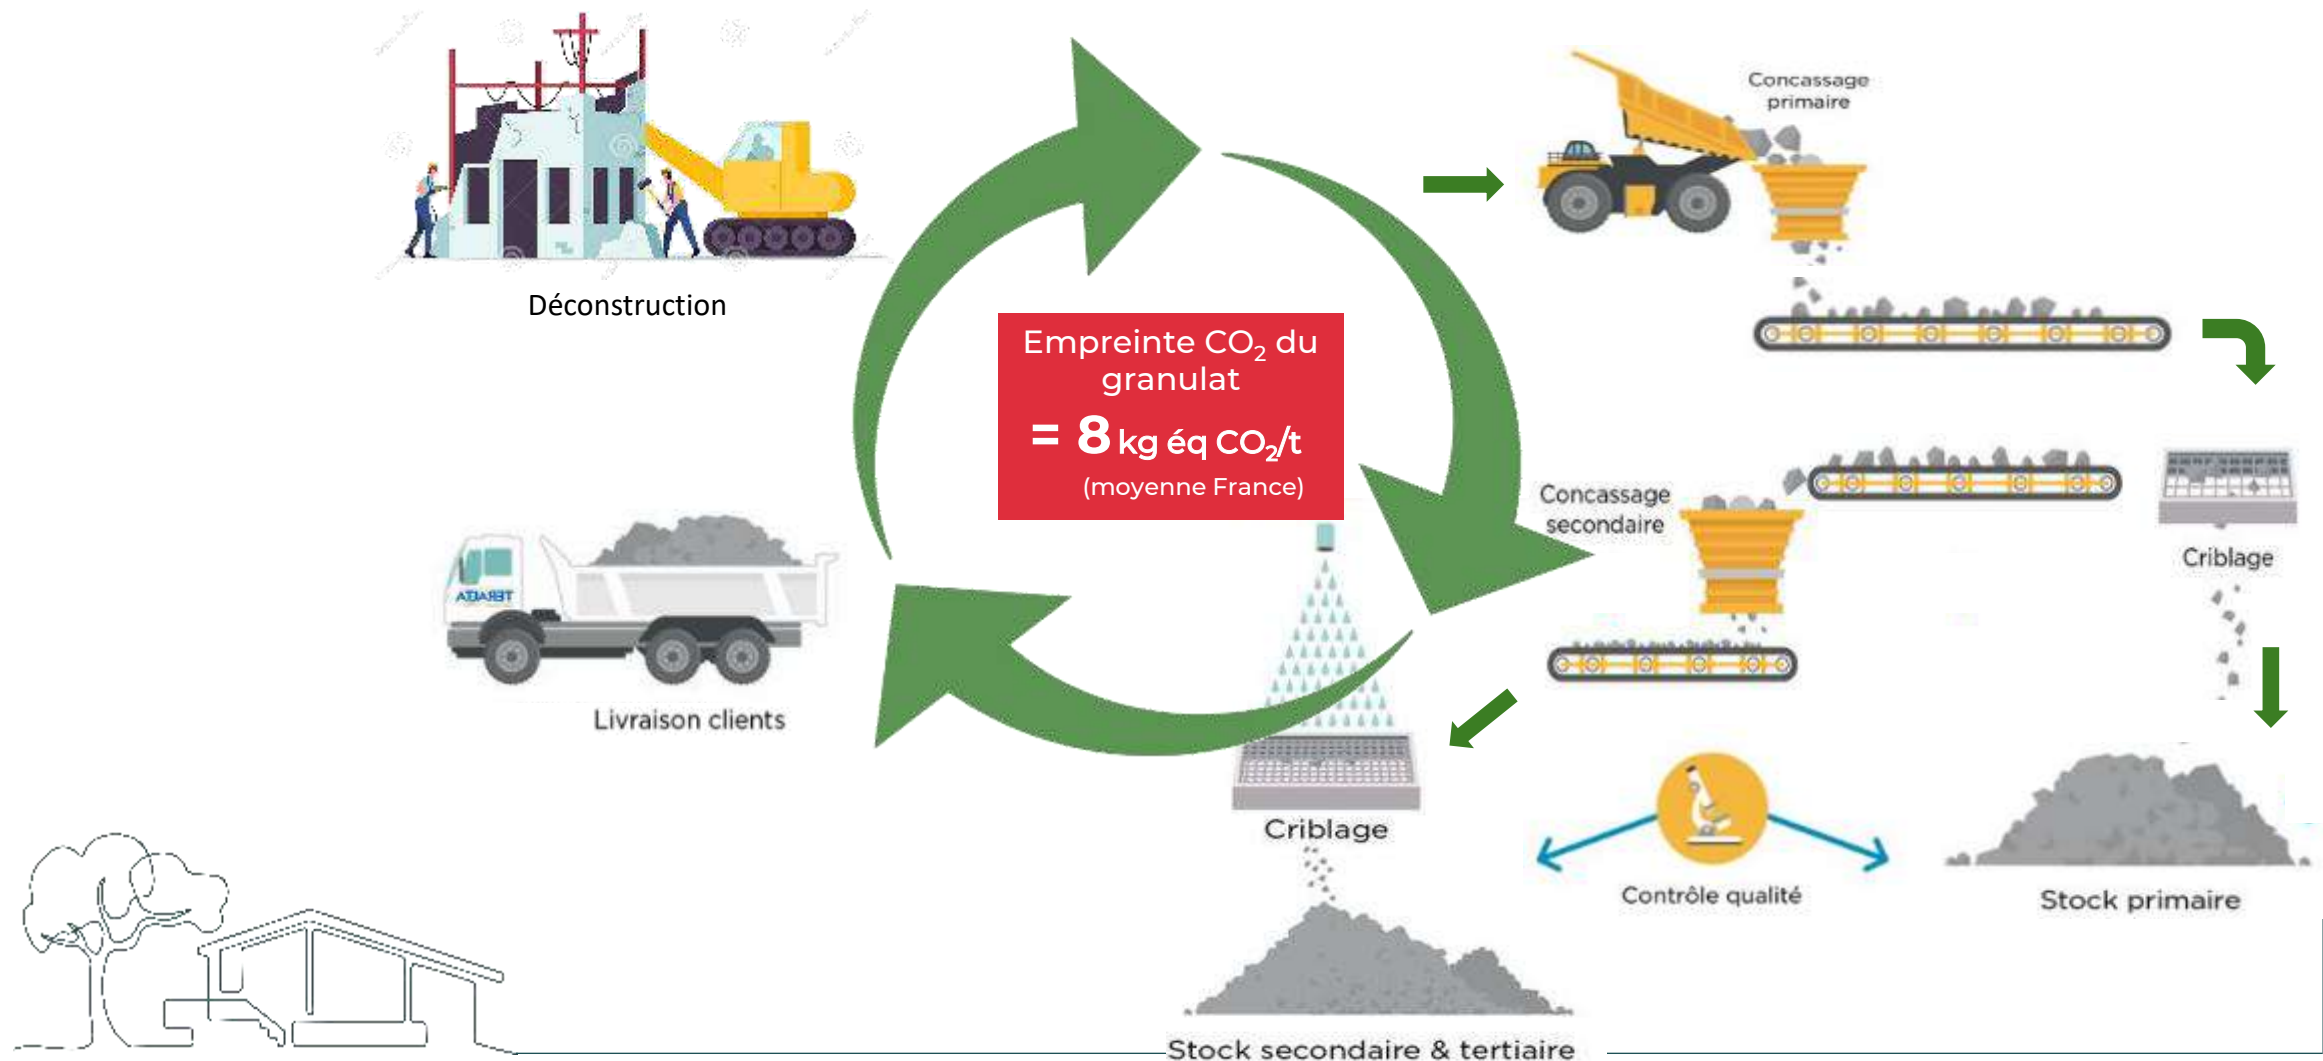 Concassage
primaire
Déconstruction
Empreinte CO₂ du
granulat
= 8 kg éq CO₂/t
(moyenne France)
Concassage
secondaire
Criblage
Livraison clients
Criblage
Contrôle qualité
Stock primaire
Stock secondaire & tertiaire